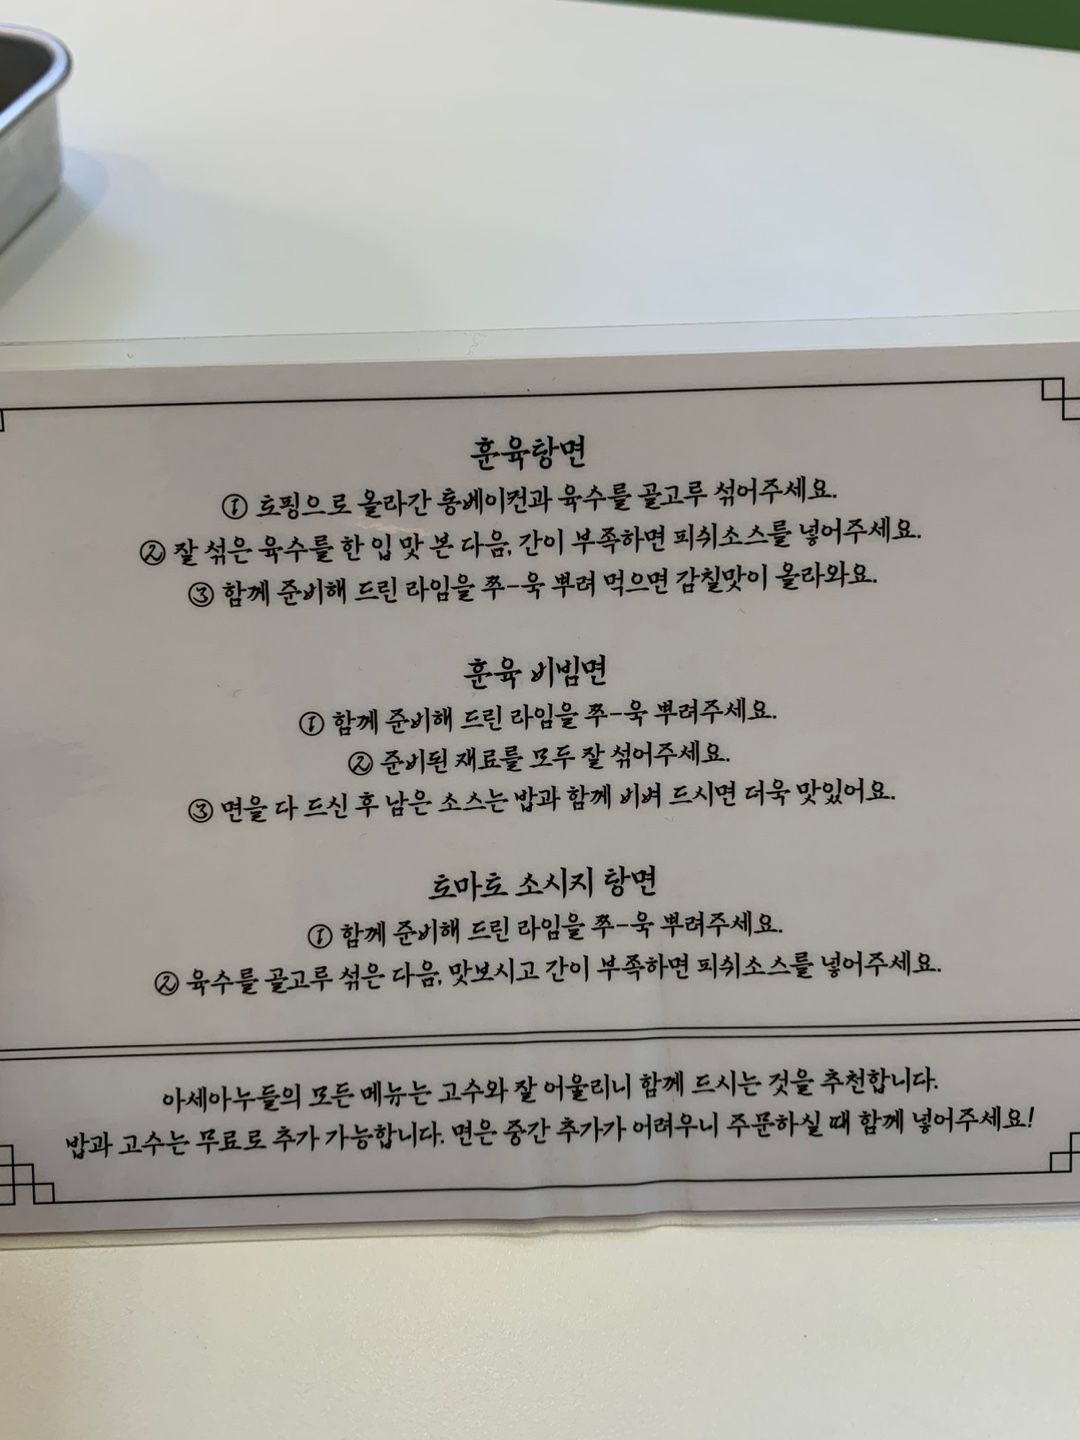 훈육탕면
① 토핑으로 올라간 통베이컨과 육수를 골고루 섞어주세요.
② 잘 섞은 육수를 한 입 맛 본 다음, 간이 부족하면 피쉬소스를 넣어주세요.
③ 함께 준비해 드린 라임을 쭈-욱 뿌려 먹으면 감칠맛이 올라와요.
훈육 비빔면
① 함께 준비해 드린 라임을 쭈-욱 뿌려주세요.
② 준비된 재료를 모두 잘 섞어주세요.
③ 면을 다 드신 후 남은 소스는 밥과 함께 비벼 드시면 더욱 맛있어요.
토마토 소시지 탕면
① 함께 준비해 드린 라임을 쭈-욱 뿌려주세요.
② 육수를 골고루 섞은 다음, 맛보시고 간이 부족하면 피쉬소스를 넣어주세요.
아세아누들의 모든 메뉴는 고수와 잘 어울리니 함께 드시는 것을 추천합니다.
밥과 고수는 무료로 추가 가능합니다. 면은 중간 추가가 어려우니 주문하실 때 함께 넣어주세요!